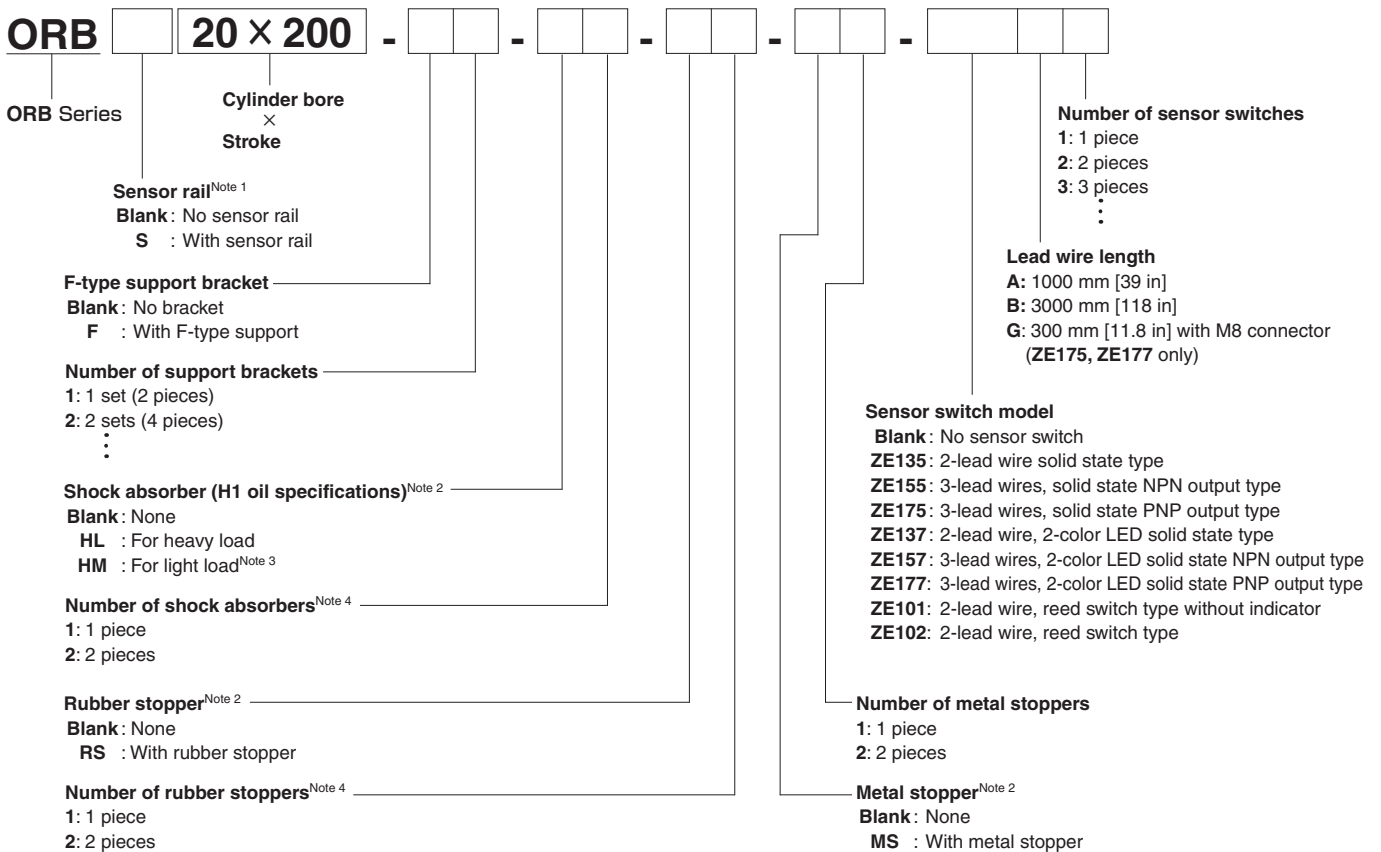 ORB 20 × 200 - - - - -
ORB Series
Cylinder bore
×
Stroke
Sensor rail Note 1
Blank : No sensor rail
S : With sensor rail
F-type support bracket
Blank : No bracket
F : With F-type support
Number of support brackets
1: 1 set (2 pieces)
2: 2 sets (4 pieces)
⋮
Shock absorber (H1 oil specifications) Note 2
Blank : None
HL : For heavy load
HM : For light load Note 3
Number of shock absorbers Note 4
1: 1 piece
2: 2 pieces
Rubber stopper Note 2
Blank : None
RS : With rubber stopper
Number of rubber stoppers Note 4
1: 1 piece
2: 2 pieces
Number of sensor switches
1: 1 piece
2: 2 pieces
3: 3 pieces
⋮
Lead wire length
A: 1000 mm [39 in]
B: 3000 mm [118 in]
G: 300 mm [11.8 in] with M8 connector
(ZE175, ZE177 only)
Sensor switch model
Blank : No sensor switch
ZE135 : 2-lead wire solid state type
ZE155 : 3-lead wires, solid state NPN output type
ZE175 : 3-lead wires, solid state PNP output type
ZE137 : 2-lead wire, 2-color LED solid state type
ZE157 : 3-lead wires, 2-color LED solid state NPN output type
ZE177 : 3-lead wires, 2-color LED solid state PNP output type
ZE101 : 2-lead wire, reed switch type without indicator
ZE102 : 2-lead wire, reed switch type
Number of metal stoppers
1: 1 piece
2: 2 pieces
Metal stopper Note 2
Blank : None
MS : With metal stopper